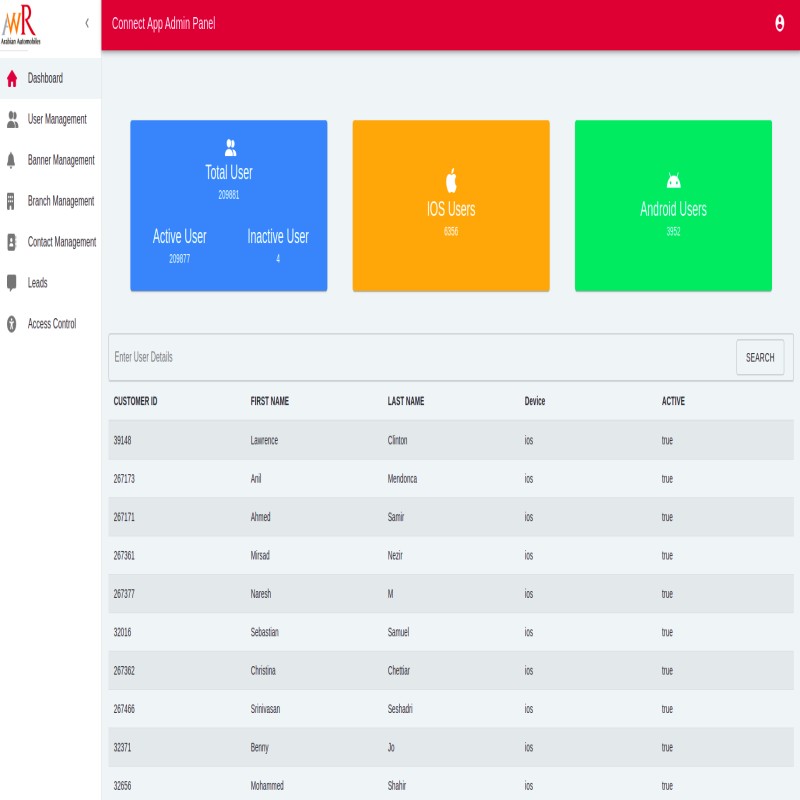 AWR
Arabian Automobiles
Connect App Admin Panel
Dashboard
User Management
Banner Management
Branch Management
Contact Management
Leads
Access Control
Total User
209881
Active User Inactive User
209877 4
IOS Users
6356
Android Users
3952
Enter User Details SEARCH
CUSTOMER ID FIRST NAME LAST NAME Device ACTIVE
39148 Lawrence Clinton ios true
267173 Anil Mendonca ios true
267171 Ahmed Samir ios true
267361 Mirsad Nezir ios true
267377 Naresh M ios true
32016 Sebastian Samuel ios true
267362 Christina Chettiar ios true
267466 Srinivasan Seshadri ios true
32371 Benny Jo ios true
32656 Mohammed Shahir ios true